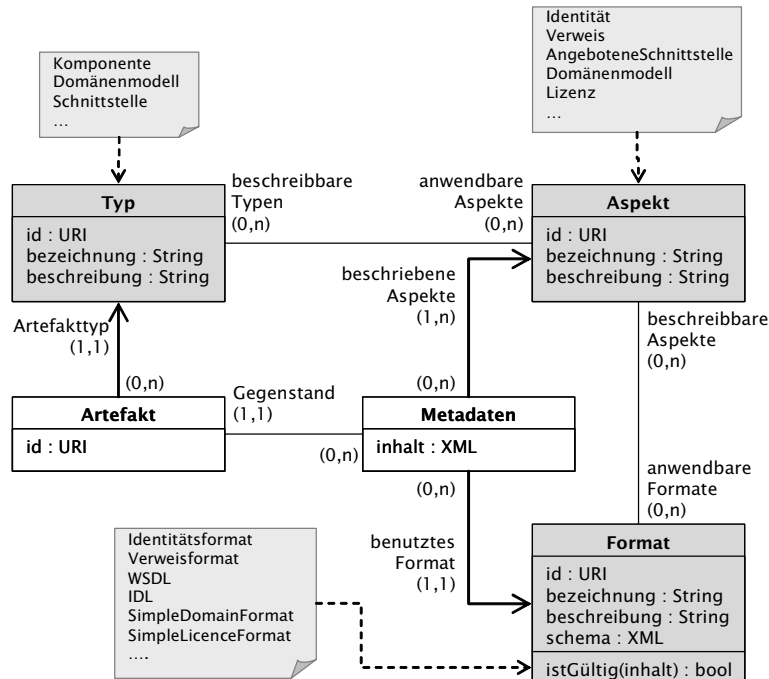 Komponente
Domänenmodell
Schnittstelle
...
Identität
Verweis
AngeboteneSchnittstelle
Domänenmodell
Lizenz
...
Typ
id : URI
bezeichnung : String
beschreibung : String
beschreibbare
Typen
(0,n)
anwendbare
Aspekte
(0,n)
Aspekt
id : URI
bezeichnung : String
beschreibung : String
beschriebene
Aspekte
(1,n)
Artefakttyp
(1,1)
(0,n)
beschreibbare
Aspekte
(0,n)
Artefakt
id : URI
Gegenstand
(1,1)
(0,n)
(0,n)
Metadaten
inhalt : XML
(0,n)
anwendbare
Formate
(0,n)
benutztes
Format
(1,1)
Identitätsformat
Verweisformat
WSDL
IDL
SimpleDomainFormat
SimpleLicenceFormat
....
Format
id : URI
bezeichnung : String
beschreibung : String
schema : XML
istGültig(inhalt) : bool